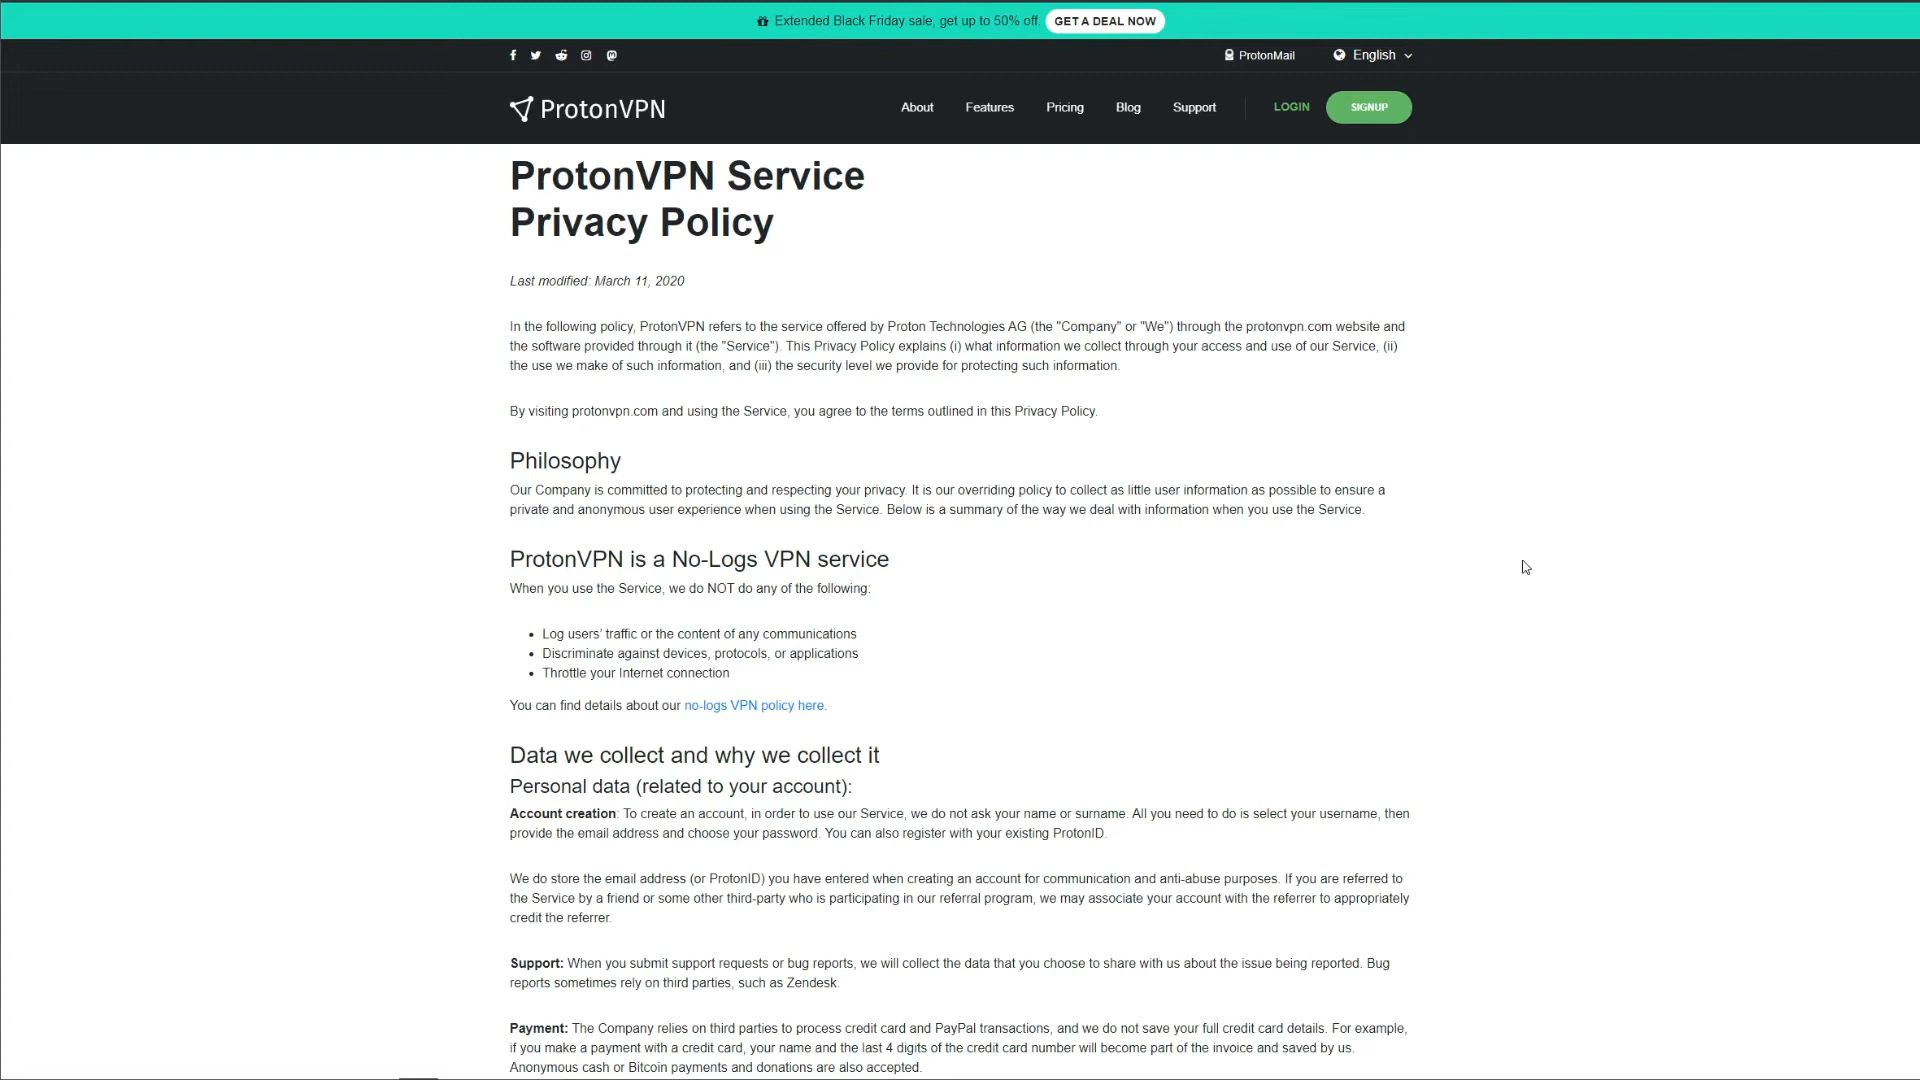 Extended Black Friday sale, get up to 50% off. GET A DEAL NOW
ProtonMail English
ProtonVPN About Features Pricing Blog Support LOGIN SIGNUP
ProtonVPN Service
Privacy Policy
Last modified: March 11, 2020
In the following policy, ProtonVPN refers to the service offered by Proton Technologies AG (the "Company" or "We") through the protonvpn.com website and
the software provided through it (the "Service"). This Privacy Policy explains (i) what information we collect through your access and use of our Service, (ii)
the use we make of such information, and (iii) the security level we provide for protecting such information.
By visiting protonvpn.com and using the Service, you agree to the terms outlined in this Privacy Policy.
Philosophy
Our Company is committed to protecting and respecting your privacy. It is our overriding policy to collect as little user information as possible to ensure a
private and anonymous user experience when using the Service. Below is a summary of the way we deal with information when you use the Service.
ProtonVPN is a No-Logs VPN service
When you use the Service, we do NOT do any of the following:
• Log users' traffic or the content of any communications
• Discriminate against devices, protocols, or applications
• Throttle your Internet connection
You can find details about our no-logs VPN policy here.
Data we collect and why we collect it
Personal data (related to your account):
Account creation: To create an account, in order to use our Service, we do not ask your name or surname. All you need to do is select your username, then
provide the email address and choose your password. You can also register with your existing ProtonID.
We do store the email address (or ProtonID) you have entered when creating an account for communication and anti-abuse purposes. If you are referred to
the Service by a friend or some other third-party who is participating in our referral program, we may associate your account with the referrer to appropriately
credit the referrer.
Support: When you submit support requests or bug reports, we will collect the data that you choose to share with us about the issue being reported. Bug
reports sometimes rely on third parties, such as Zendesk.
Payment: The Company relies on third parties to process credit card and PayPal transactions, and we do not save your full credit card details. For example,
if you make a payment with a credit card, your name and the last 4 digits of the credit card number will become part of the invoice and saved by us.
Anonymous cash or Bitcoin payments and donations are also accepted.